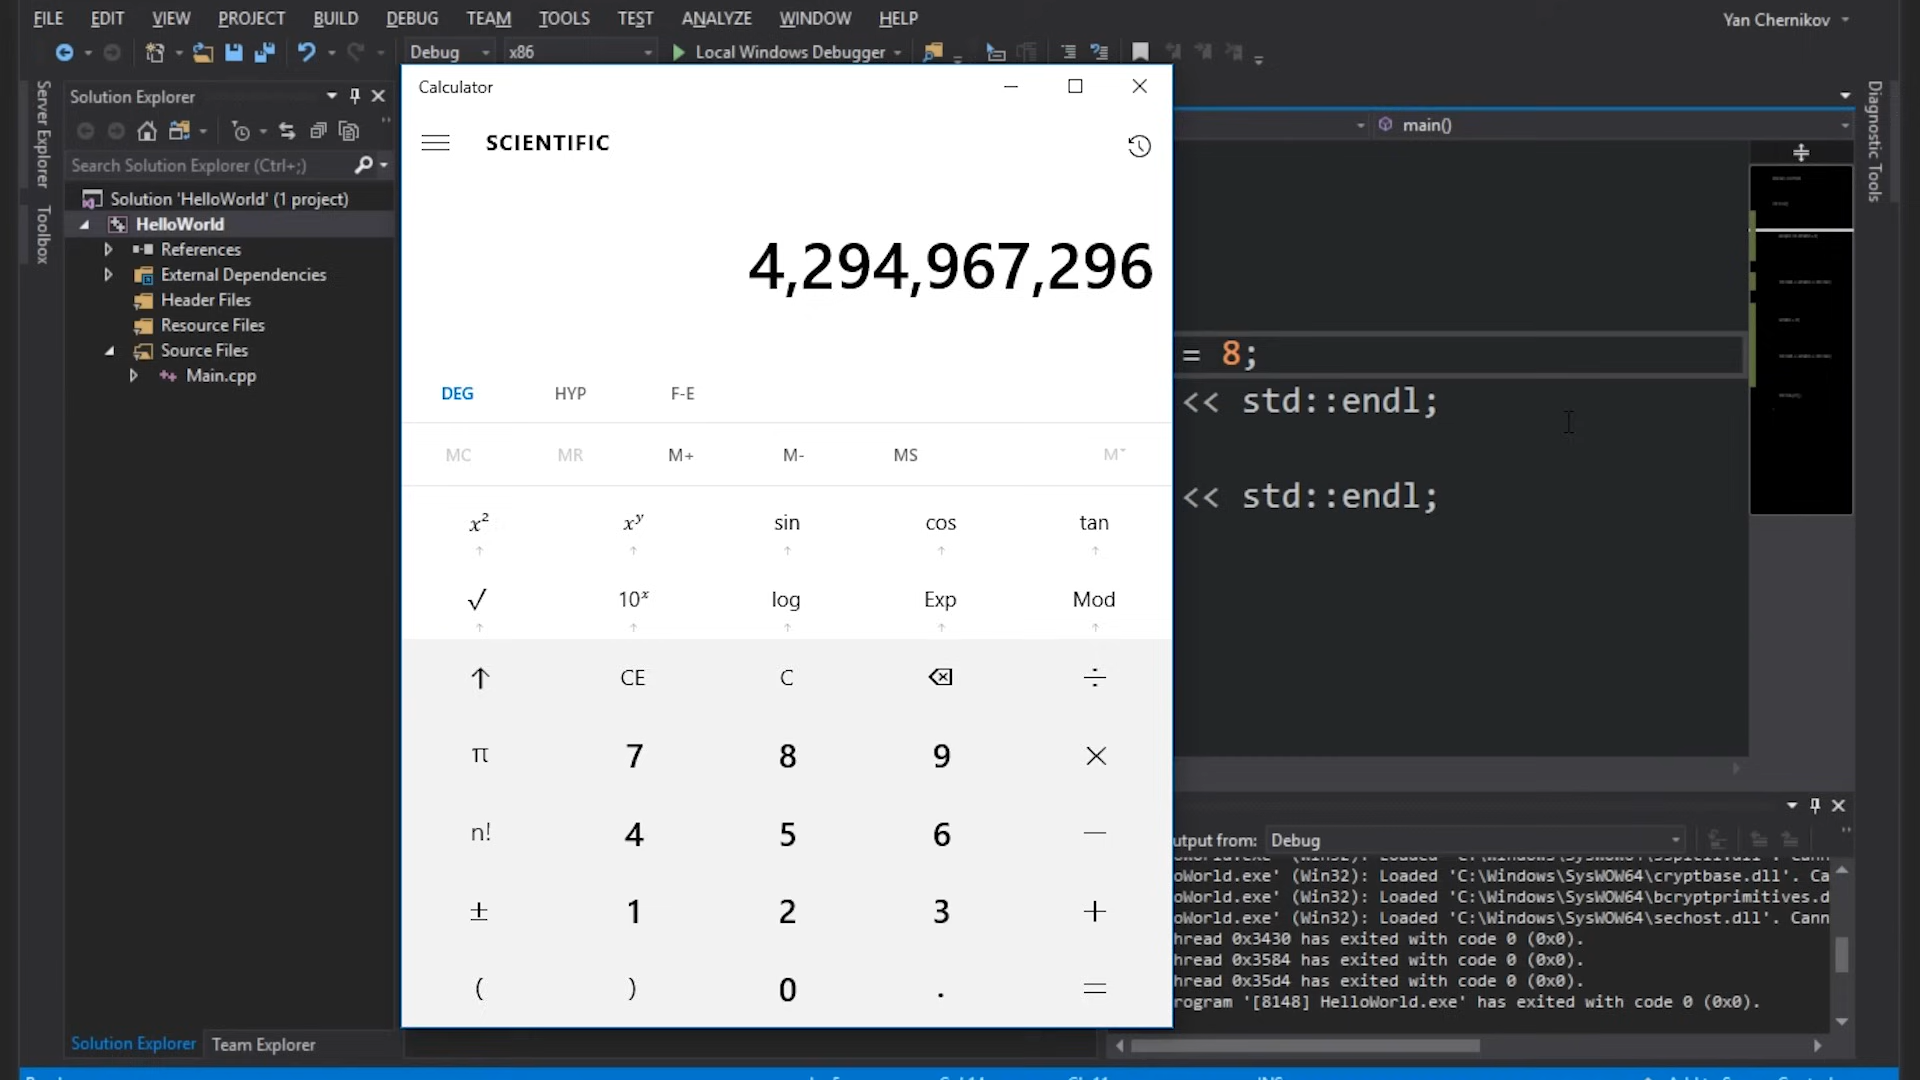 FILE EDIT VIEW PROJECT BUILD DEBUG TEAM TOOLS TEST ANALYZE WINDOW HELP Yan Chernikov
Debug x86 Local Windows Debugger
Server Explorer
Toolbox
Solution Explorer
Search Solution Explorer (Ctrl+;)
Solution 'HelloWorld' (1 project)
HelloWorld
References
External Dependencies
Header Files
Resource Files
Source Files
Main.cpp
Solution Explorer Team Explorer
Calculator
SCIENTIFIC
4,294,967,296
DEG HYP F-E
MC MR M+ M- MS M˅
x² xʸ sin cos tan
√ 10ˣ log Exp Mod
↑ CE C ÷
π 7 8 9 ×
n! 4 5 6 −
± 1 2 3 +
( ) 0 . =
main()
= 8;
<< std::endl;
<< std::endl;
Diagnostic Tools
utput from: Debug
oWorld.exe' (Win32): Loaded 'C:\Windows\SysWOW64\cryptbase.dll'. Ca
oWorld.exe' (Win32): Loaded 'C:\Windows\SysWOW64\bcryptprimitives.d
oWorld.exe' (Win32): Loaded 'C:\Windows\SysWOW64\sechost.dll'. Cann
hread 0x3430 has exited with code 0 (0x0).
hread 0x3584 has exited with code 0 (0x0).
hread 0x35d4 has exited with code 0 (0x0).
rogram '[8148] HelloWorld.exe' has exited with code 0 (0x0).